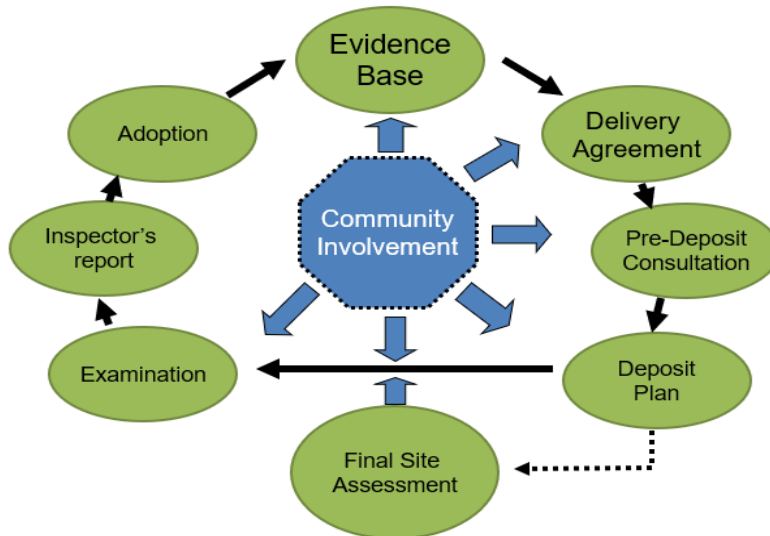 Evidence
Base
Adoption
Delivery
Agreement
Community
Involvement
Inspector's
report
Pre-Deposit
Consultation
Examination
Deposit
Plan
Final Site
Assessment